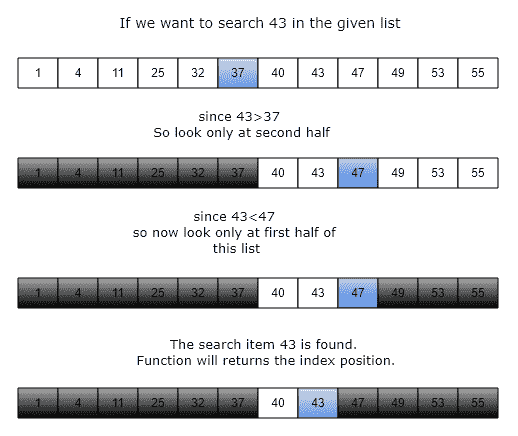 If we want to search 43 in the given list
1 4 11 25 32 37 40 43 47 49 53 55
since 43>37
So look only at second half
1 4 11 25 32 37 40 43 47 49 53 55
since 43<47
so now look only at first half of
this list
1 4 11 25 32 37 40 43 47 49 53 55
The search item 43 is found.
Function will returns the index position.
1 4 11 25 32 37 40 43 47 49 53 55